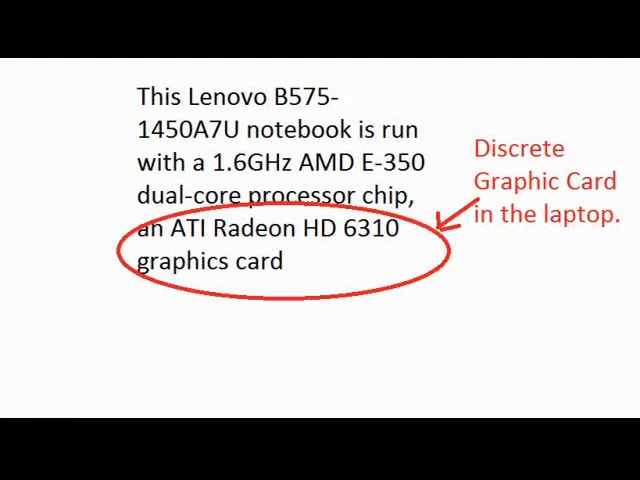 This Lenovo B575-
1450A7U notebook is run
with a 1.6GHz AMD E-350
dual-core processor chip,
an ATI Radeon HD 6310
graphics card
Discrete
Graphic Card
in the laptop.